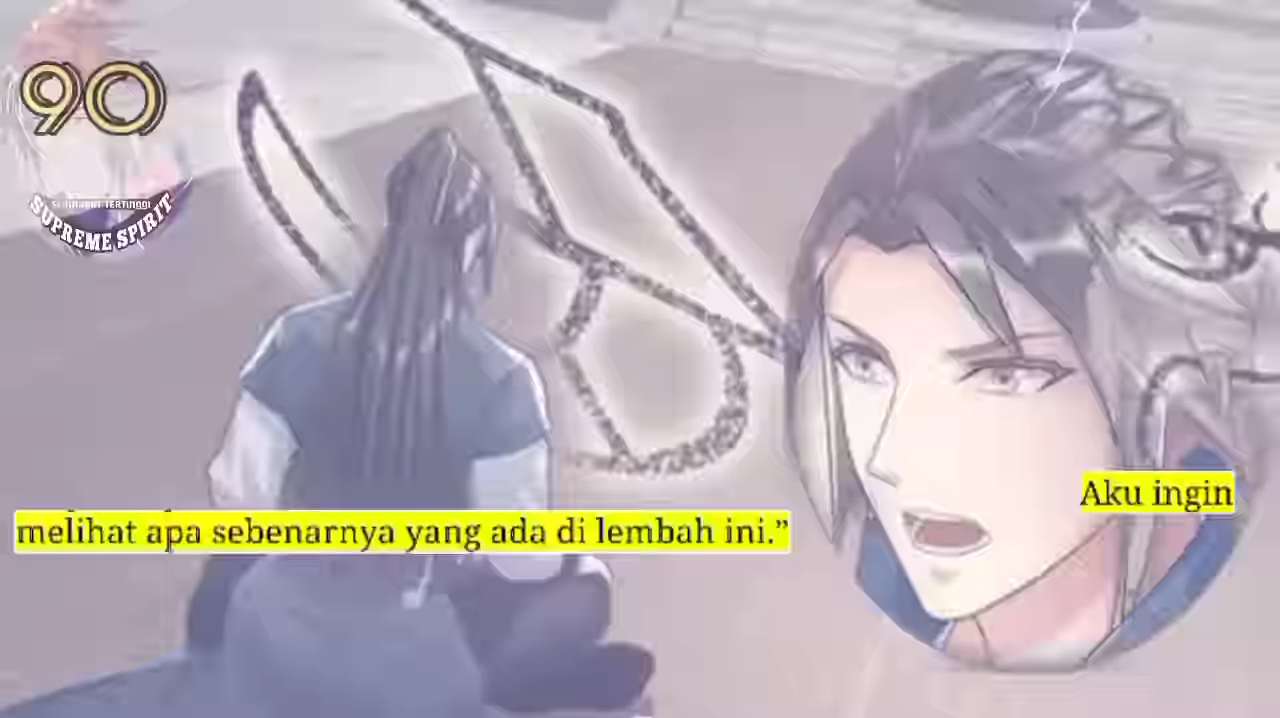 90
SUPREME SPIRIT
Aku ingin
melihat apa sebenarnya yang ada di lembah ini.”